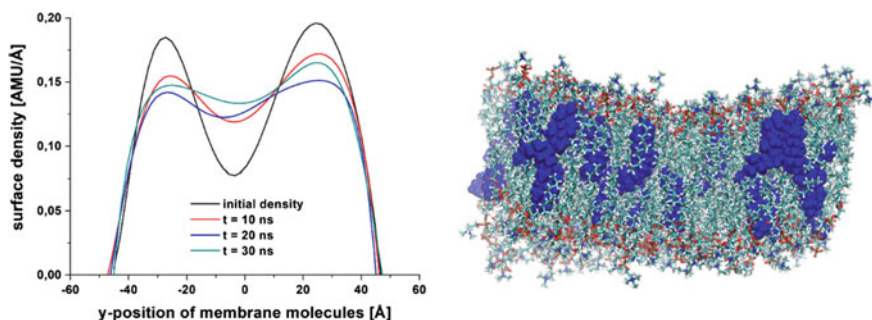 surface density [AMU/Å]
0,20
0,15
0,10
0,05
0,00
initial density
t = 10 ns
t = 20 ns
t = 30 ns
-60 -40 -20 0 20 40 60
y-position of membrane molecules [Å]